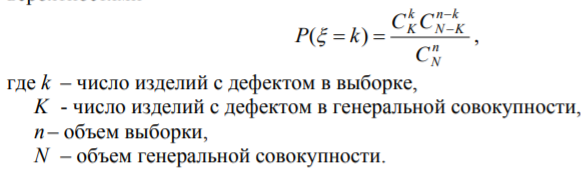 P(ξ = k) = C_K^k C_{N−K}^{n−k} / C_N^n ,
где k – число изделий с дефектом в выборке,
K - число изделий с дефектом в генеральной совокупности,
n – объем выборки,
N – объем генеральной совокупности.